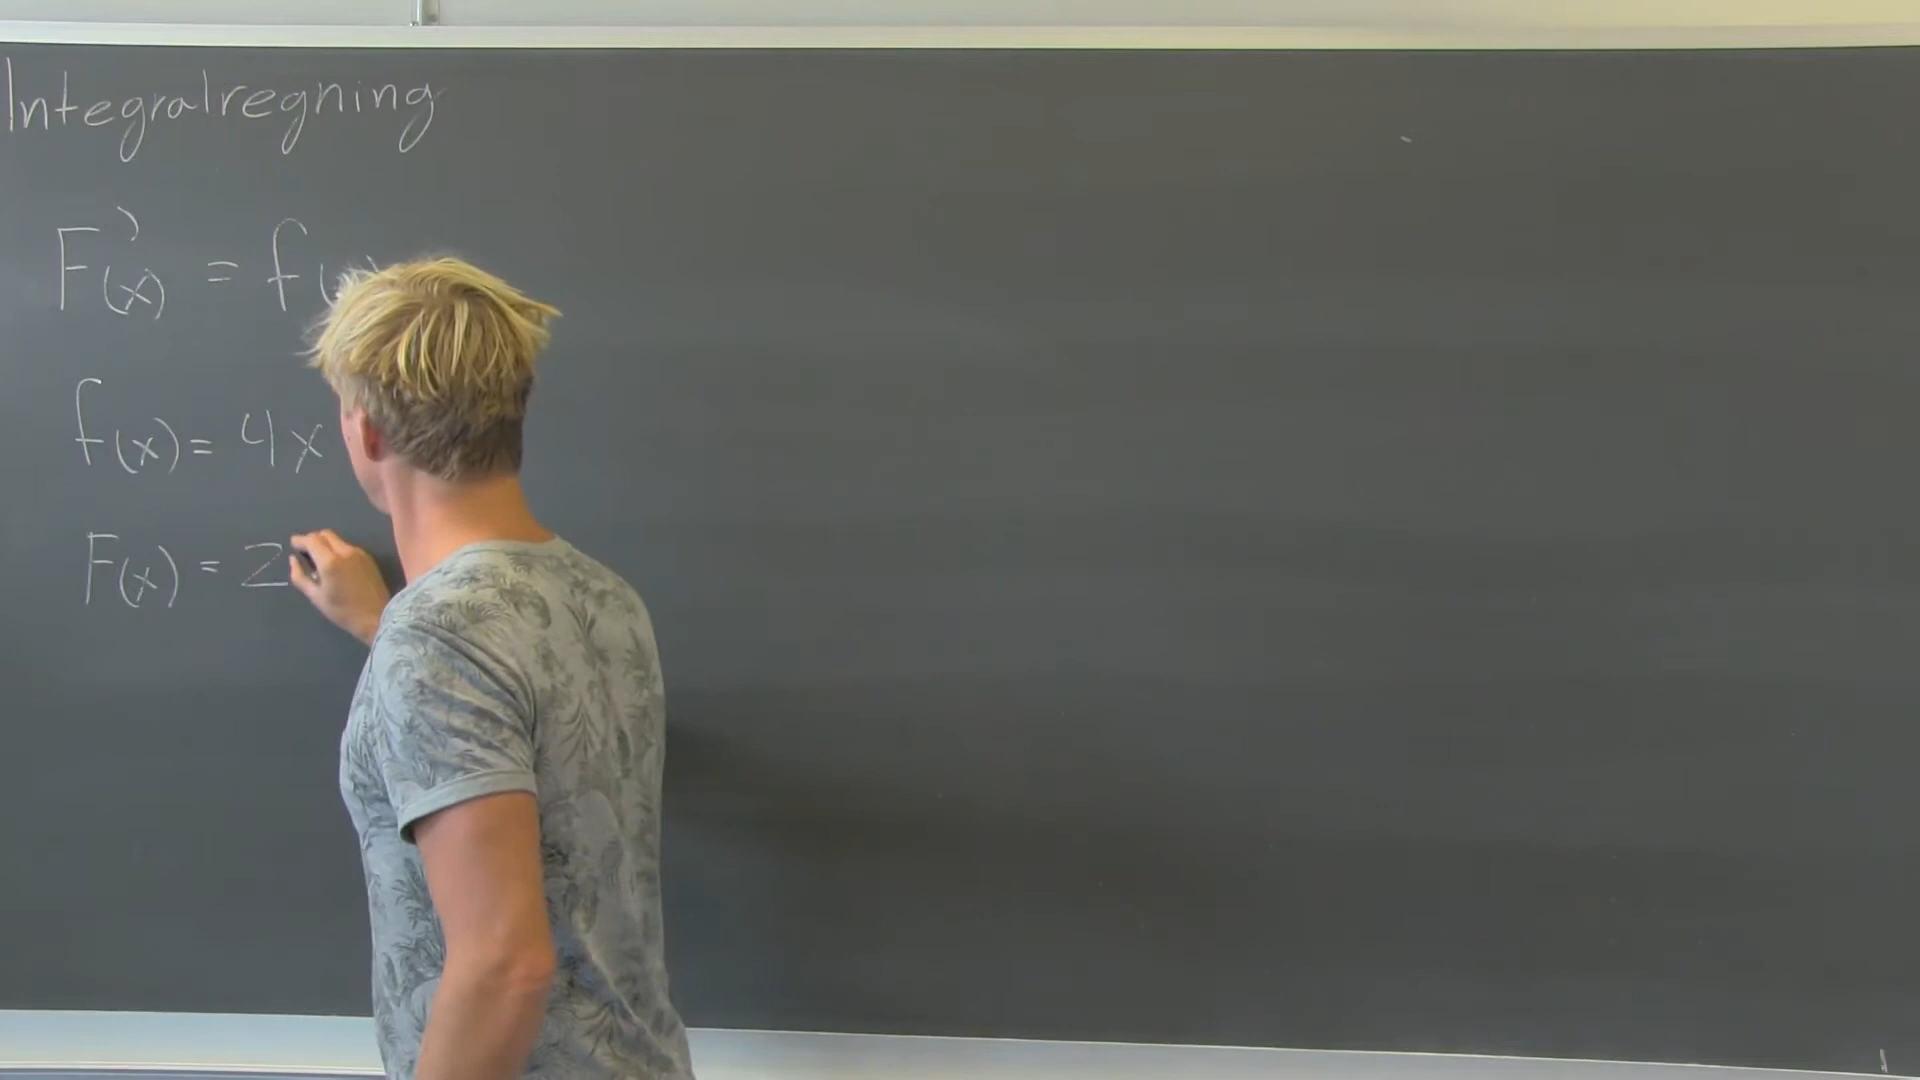 Integralregning
F'(x) = f(x)
f(x) = 4x
F(x) = 2